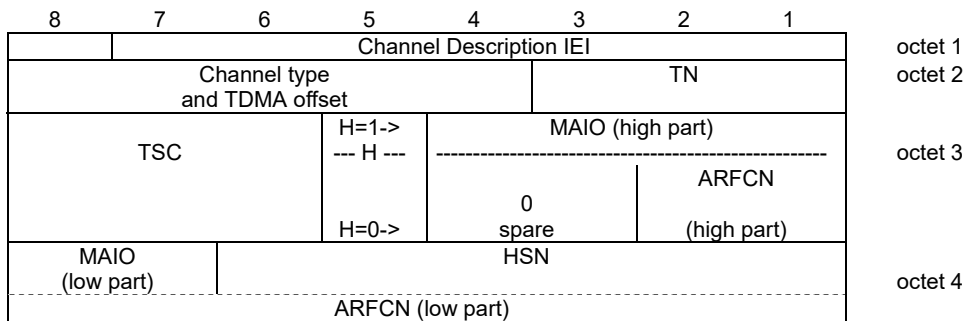 8 7 6 5 4 3 2 1
Channel Description IEI octet 1
Channel type TN octet 2
and TDMA offset
H=1-> MAIO (high part)
TSC --- H --- ----------------------------------------------------- octet 3
ARFCN
0
H=0-> spare (high part)
MAIO HSN
(low part) octet 4
ARFCN (low part)